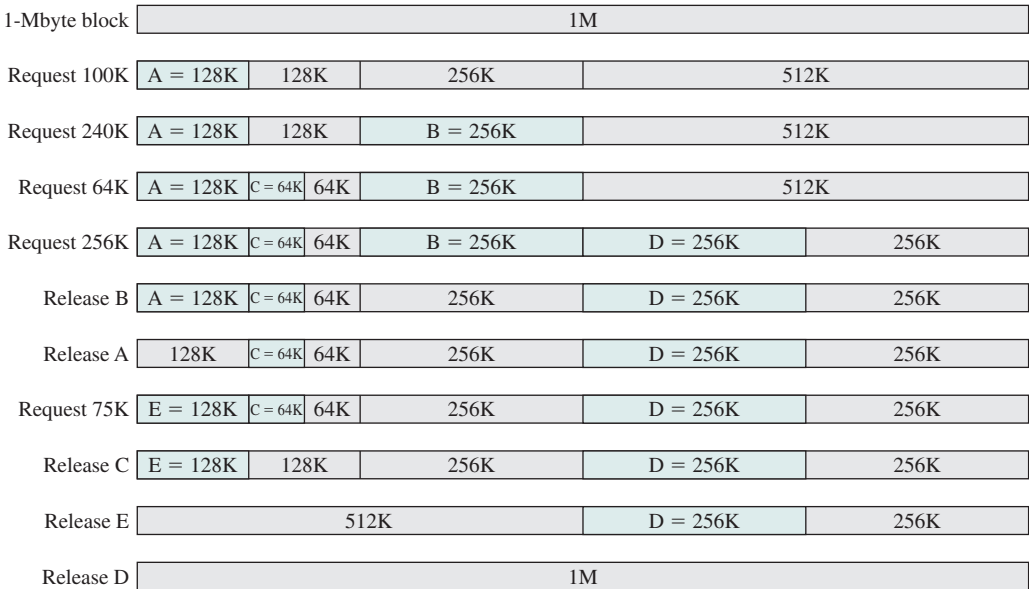 1-Mbyte block 1M
Request 100K A = 128K 128K 256K 512K
Request 240K A = 128K 128K B = 256K 512K
Request 64K A = 128K C = 64K 64K B = 256K 512K
Request 256K A = 128K C = 64K 64K B = 256K D = 256K 256K
Release B A = 128K C = 64K 64K 256K D = 256K 256K
Release A 128K C = 64K 64K 256K D = 256K 256K
Request 75K E = 128K C = 64K 64K 256K D = 256K 256K
Release C E = 128K 128K 256K D = 256K 256K
Release E 512K D = 256K 256K
Release D 1M